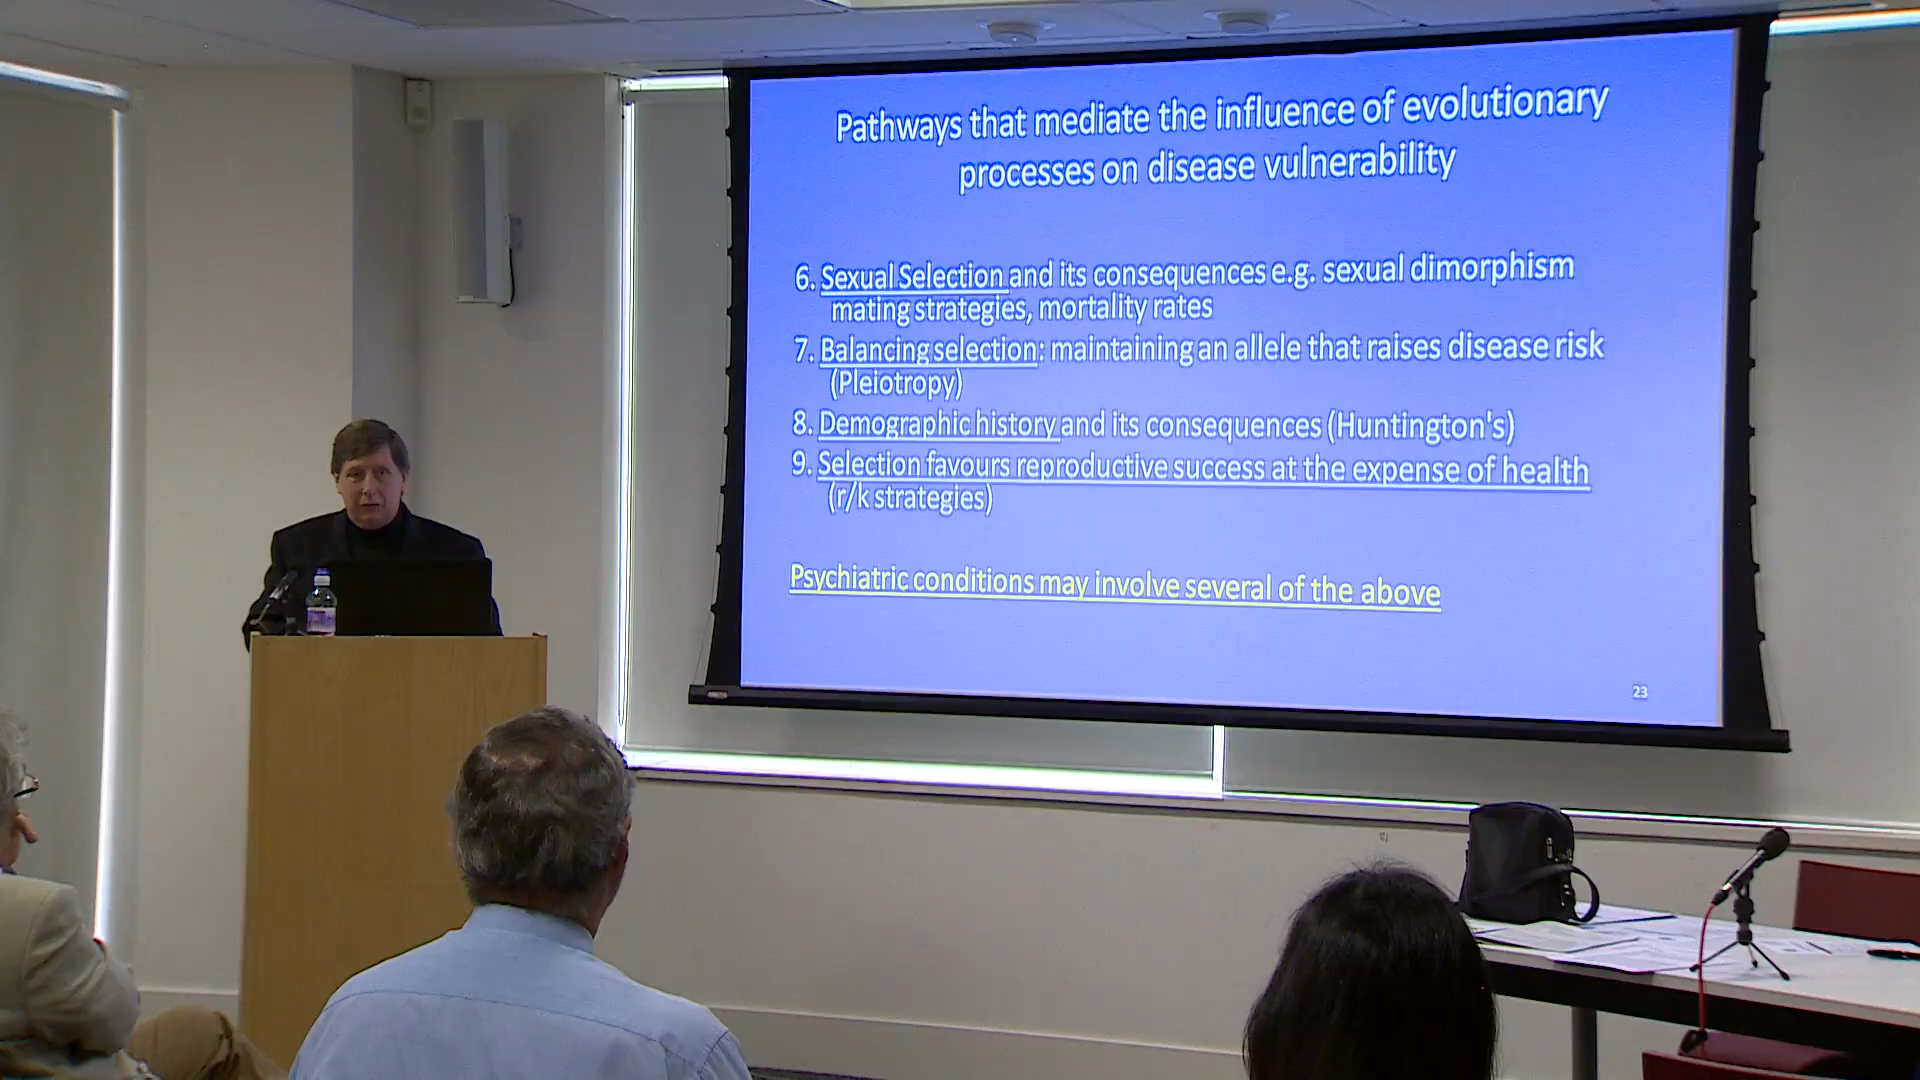 Pathways that mediate the influence of evolutionary
processes on disease vulnerability
6. Sexual Selection and its consequences e.g. sexual dimorphism
mating strategies, mortality rates
7. Balancing selection: maintaining an allele that raises disease risk
(Pleiotropy)
8. Demographic history and its consequences (Huntington's)
9. Selection favours reproductive success at the expense of health
(r/k strategies)
Psychiatric conditions may involve several of the above
23